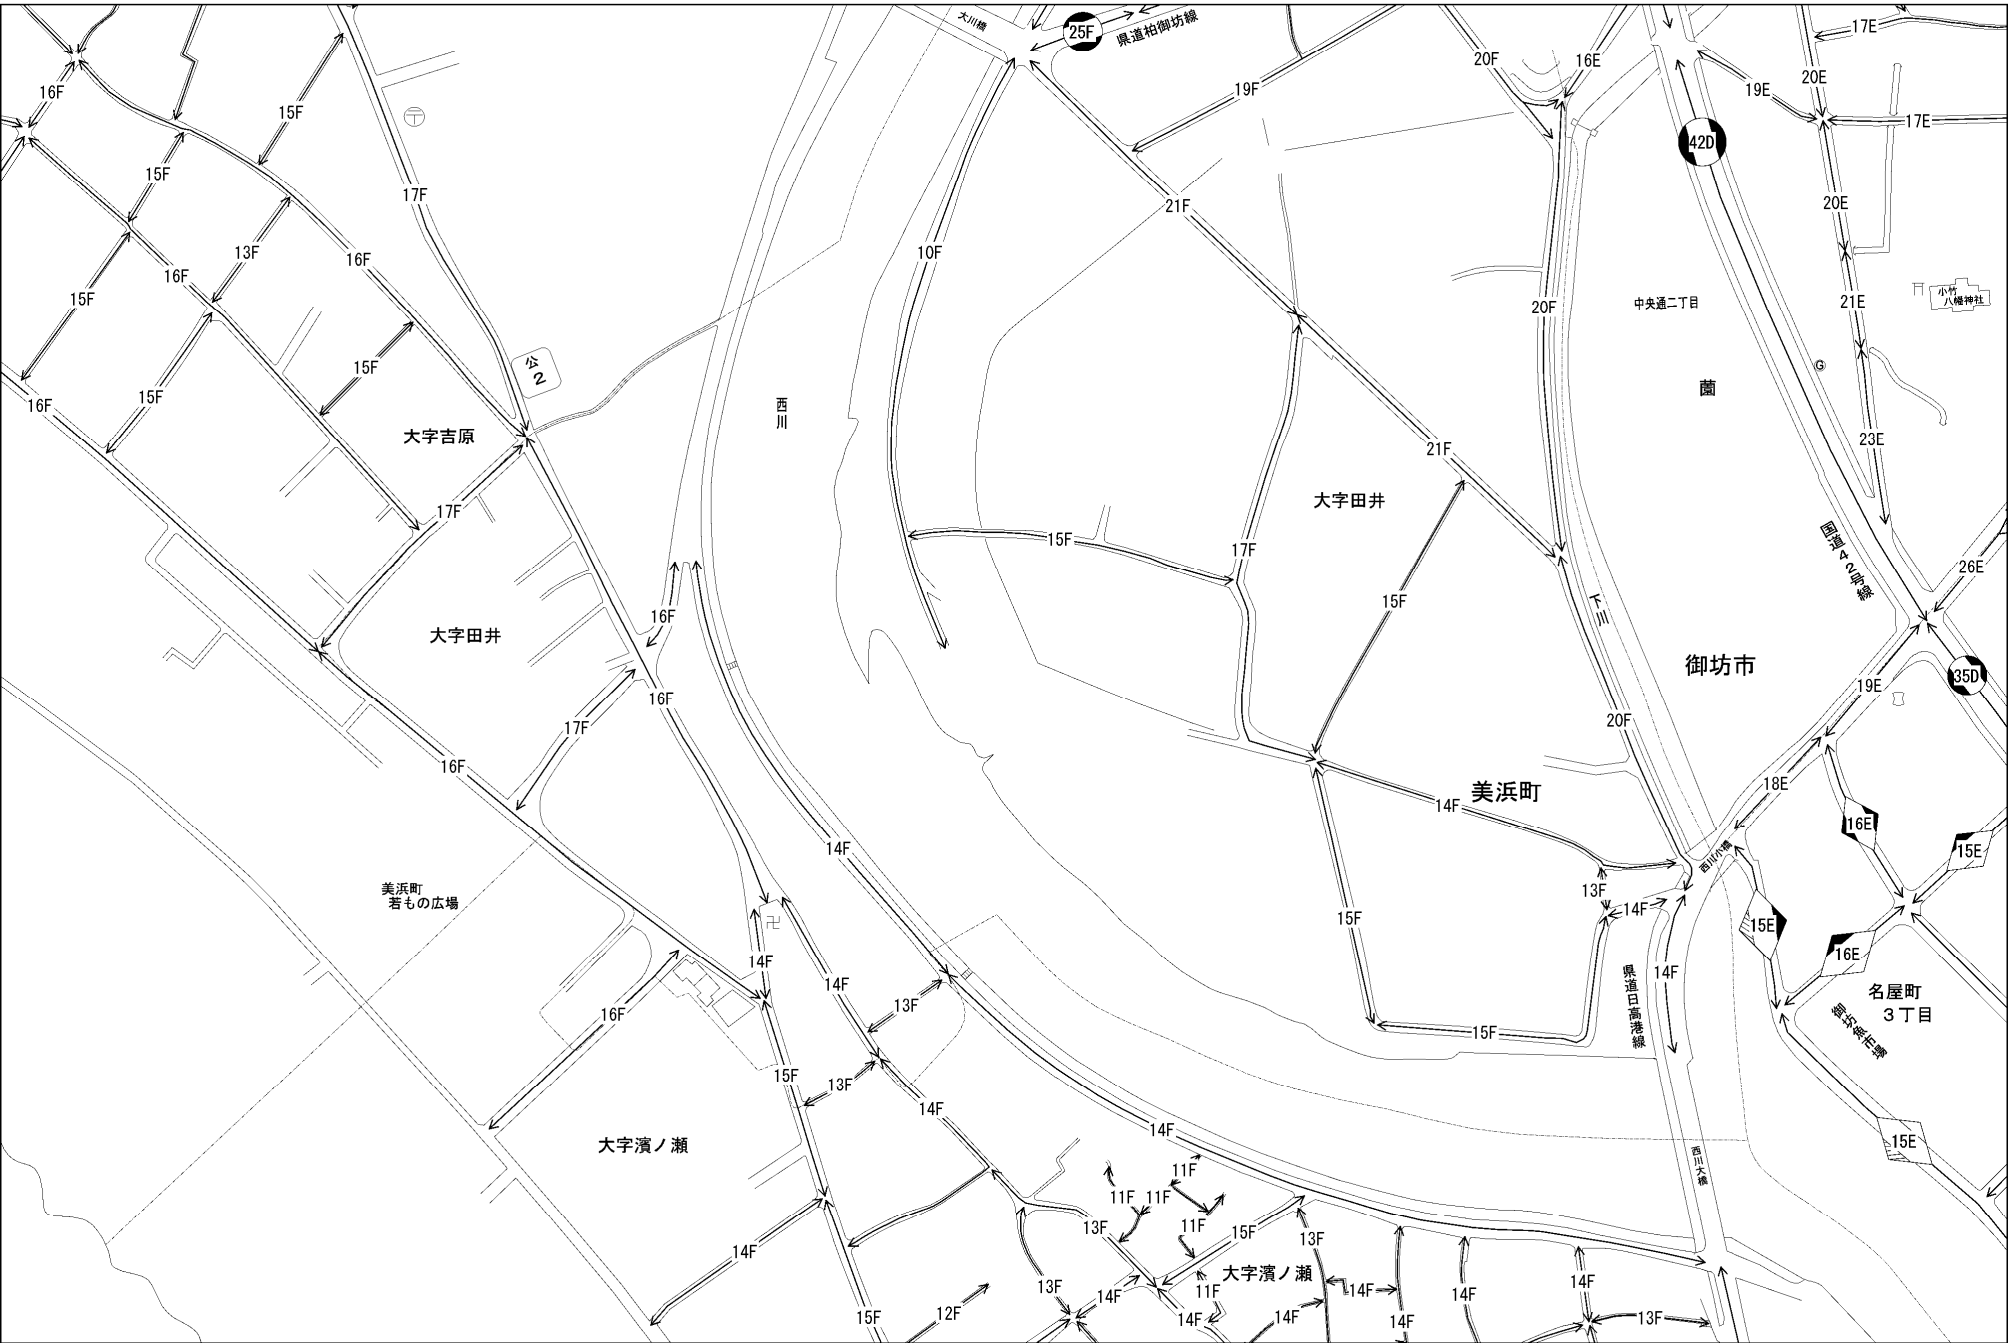 大川橋
25F
県道柏御坊線
17E
20F
16E
20E
16F
19F
19E
15F
17E
42D
15F
17F
20E
21F
13F
10F
16F
16F
15F
20F
中央通二丁目
21E
小竹
八幡神社
公
2
15F
G
15F
16F
西
川
薗
大字吉原
21F
23E
大字田井
17F
15F
17F
国道42号線
26E
15F
下川
16F
大字田井
御坊市
35D
19E
16F
17F
20F
16F
18E
美浜町
14F
16E
14F
15E
西川小橋
美浜町
若もの広場
13F
14F
15F
15E
16E
14F
14F
14F
県道日高港線
名屋町
3丁目
13F
16F
御坊魚市場
15F
15F
13F
14F
14F
15E
大字濱ノ瀬
西川大橋
11F
11F
11F
11F
13F
15F
13F
14F
大字濱ノ瀬
13F
14F
11F
14F
14F
14F
12F
15F
14F
14F
14F
13F